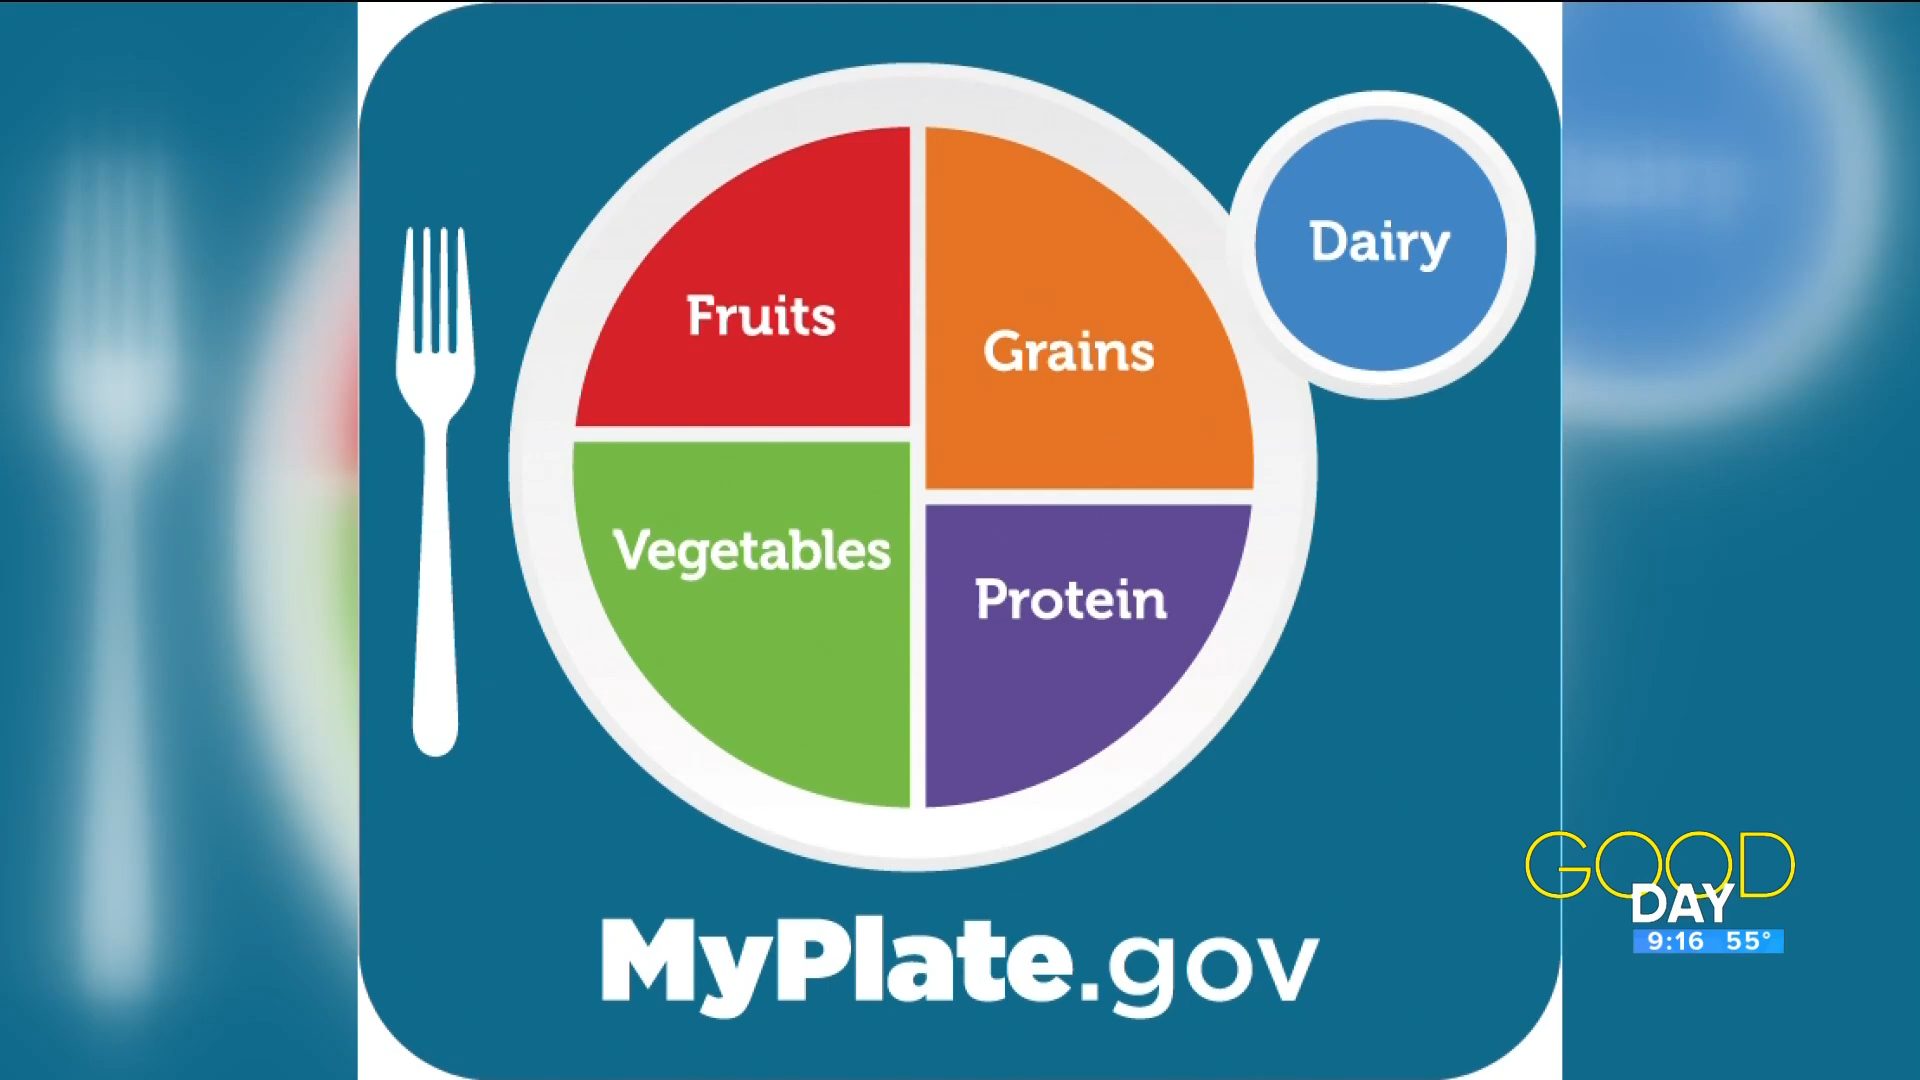 Fruits
Grains
Dairy
Vegetables
Protein
MyPlate.gov
GOOD
DAY
9:16 55°